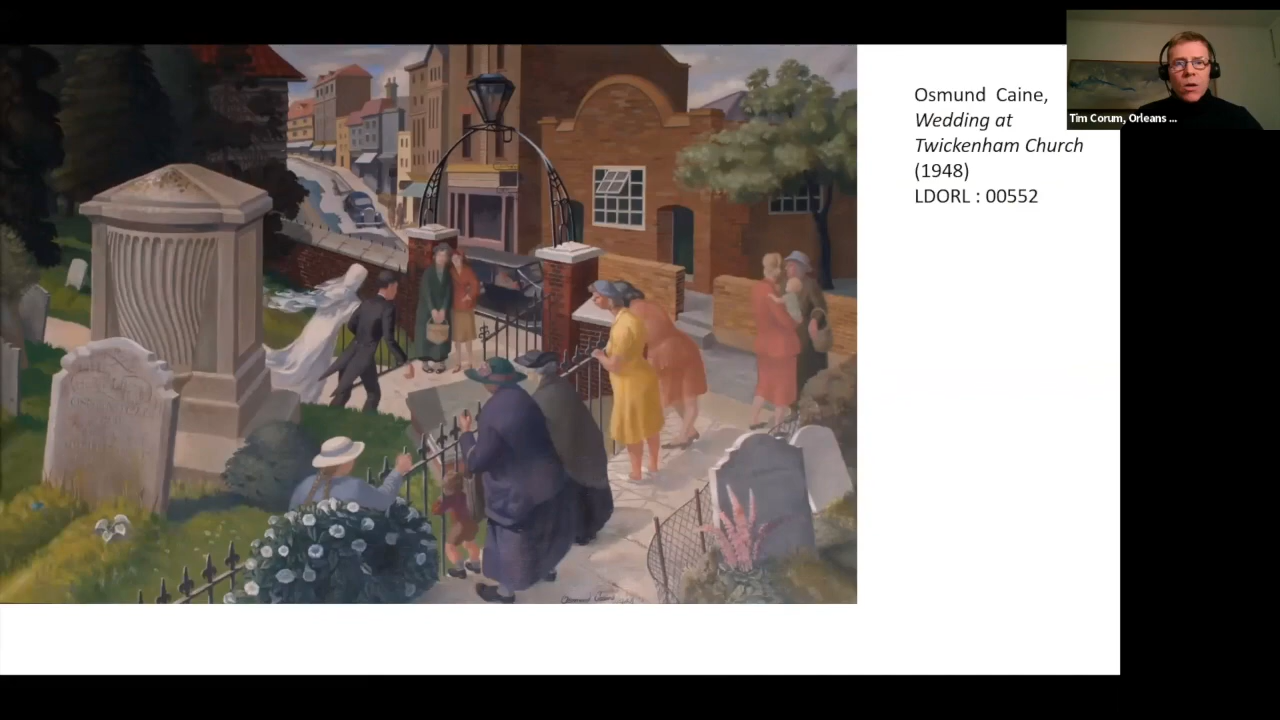 Osmund Caine,
Wedding at
Twickenham Church
(1948)
LDORL : 00552
Tim Corum, Orleans ...